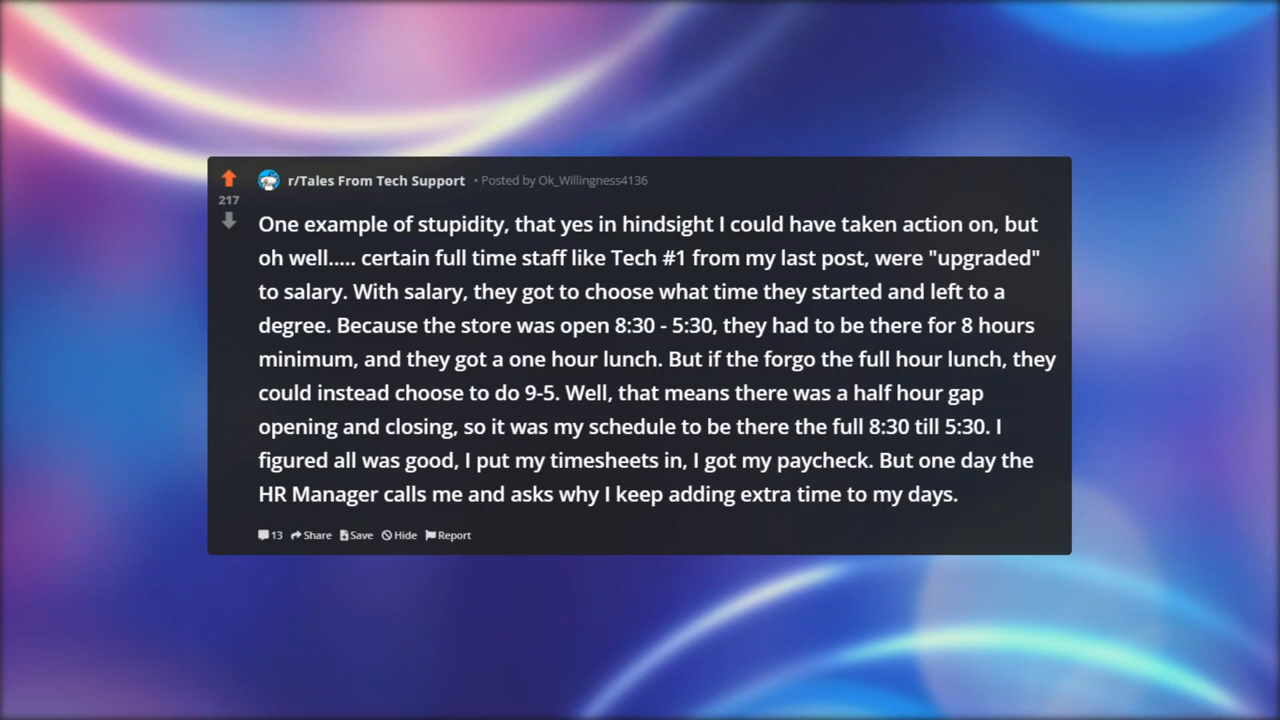 r/Tales From Tech Support • Posted by Ok_Willingness4136
217
One example of stupidity, that yes in hindsight I could have taken action on, but
oh well..... certain full time staff like Tech #1 from my last post, were "upgraded"
to salary. With salary, they got to choose what time they started and left to a
degree. Because the store was open 8:30 - 5:30, they had to be there for 8 hours
minimum, and they got a one hour lunch. But if the forgo the full hour lunch, they
could instead choose to do 9-5. Well, that means there was a half hour gap
opening and closing, so it was my schedule to be there the full 8:30 till 5:30. I
figured all was good, I put my timesheets in, I got my paycheck. But one day the
HR Manager calls me and asks why I keep adding extra time to my days.
13 Share Save Hide Report